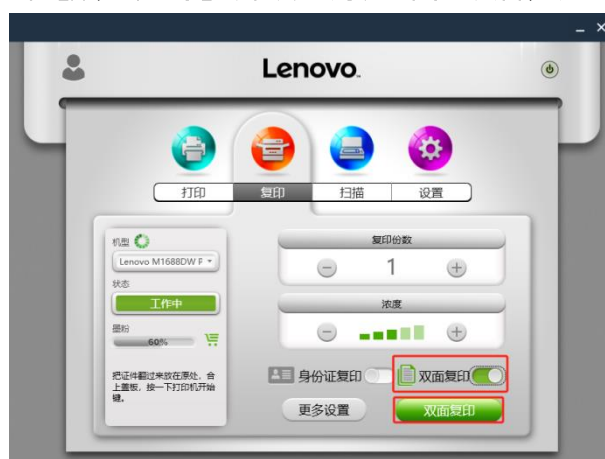 Lenovo.
打印
复印
扫描
设置
机型
Lenovo M1688DW P
状态
工作中
墨粉
60%
把证件翻过来放在原处，合
上盖板，按一下打印机开始
键。
复印份数
1
浓度
身份证复印
双面复印
更多设置
双面复印